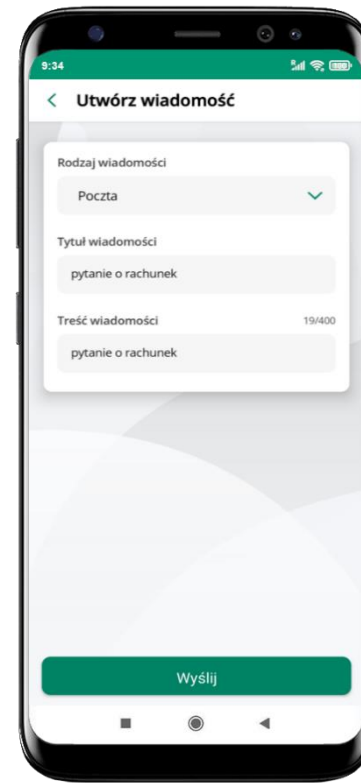 9:34
Utwórz wiadomość
Rodzaj wiadomości
Poczta
Tytuł wiadomości
pytanie o rachunek
Treść wiadomości 19/400
pytanie o rachunek
Wyślij